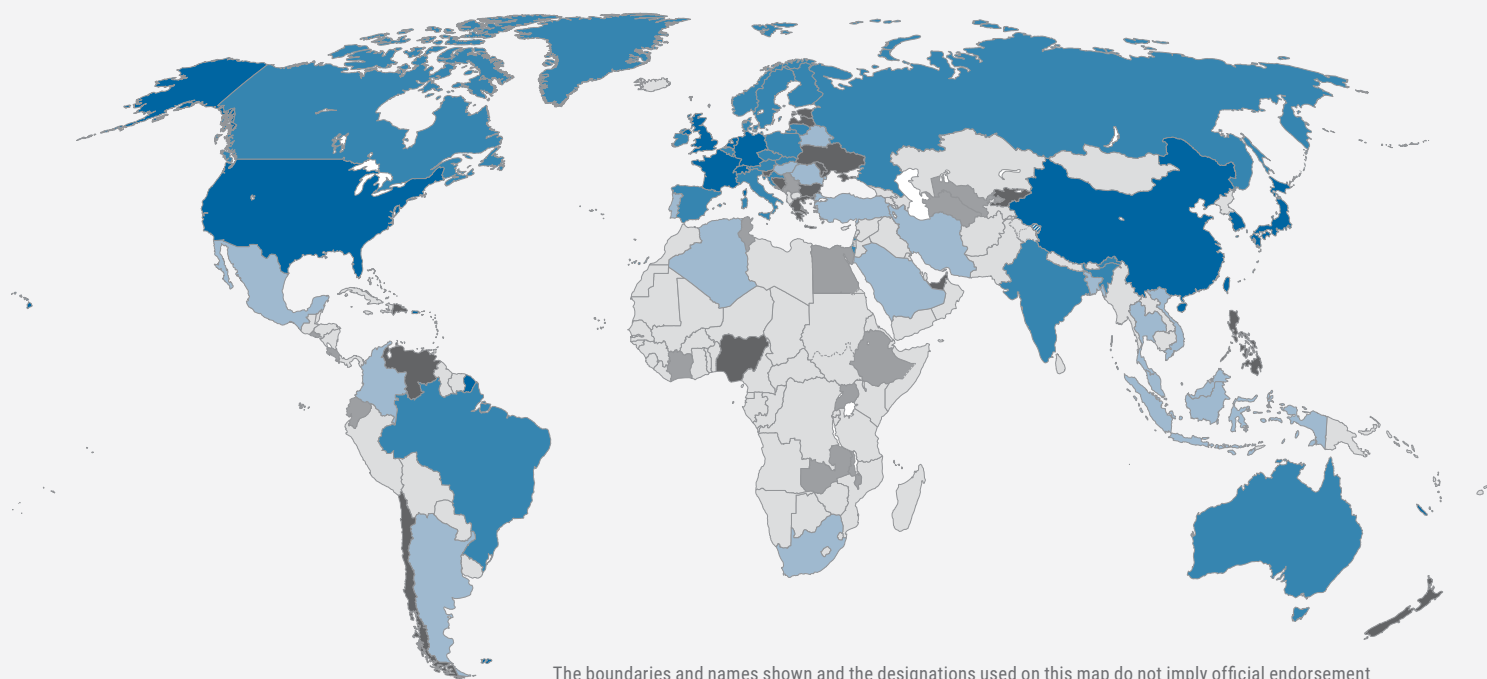 The boundaries and names shown and the designations used on this map do not imply official endorsement